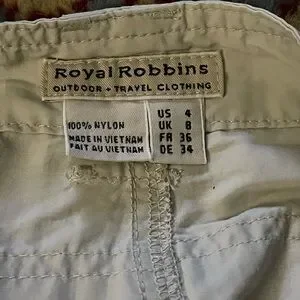 Royal Robbins
OUTDOOR + TRAVEL CLOTHING
100% NYLON
MADE IN VIETNAM
FAIT AU VIETNAM
US 4
UK 8
FR 36
DE 34